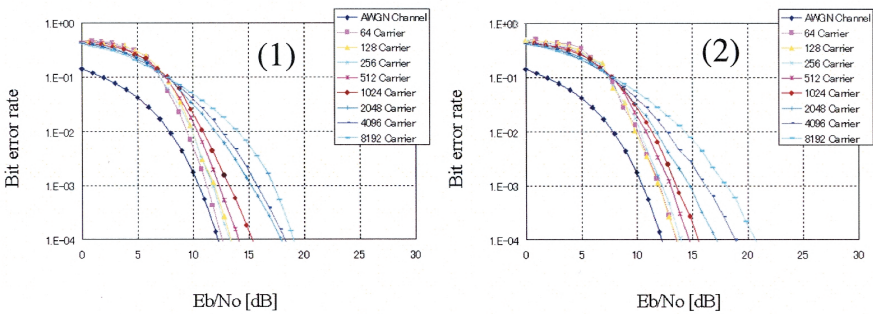 1.E+00
1.E-01
1.E-02
1.E-03
1.E-04
0
5
10
15
20
25
30
Bit error rate
Eb/No [dB]
(1)
AWGN Channel
64 Carrier
128 Carrier
256 Carrier
512 Carrier
1024 Carrier
2048 Carrier
4096 Carrier
8192 Carrier
1.E+00
1.E-01
1.E-02
1.E-03
1.E-04
0
5
10
15
20
25
30
Bit error rate
Eb/No [dB]
(2)
AWGN Channel
64 Carrier
128 Carrier
256 Carrier
512 Carrier
1024 Carrier
2048 Carrier
4096 Carrier
8192 Carrier